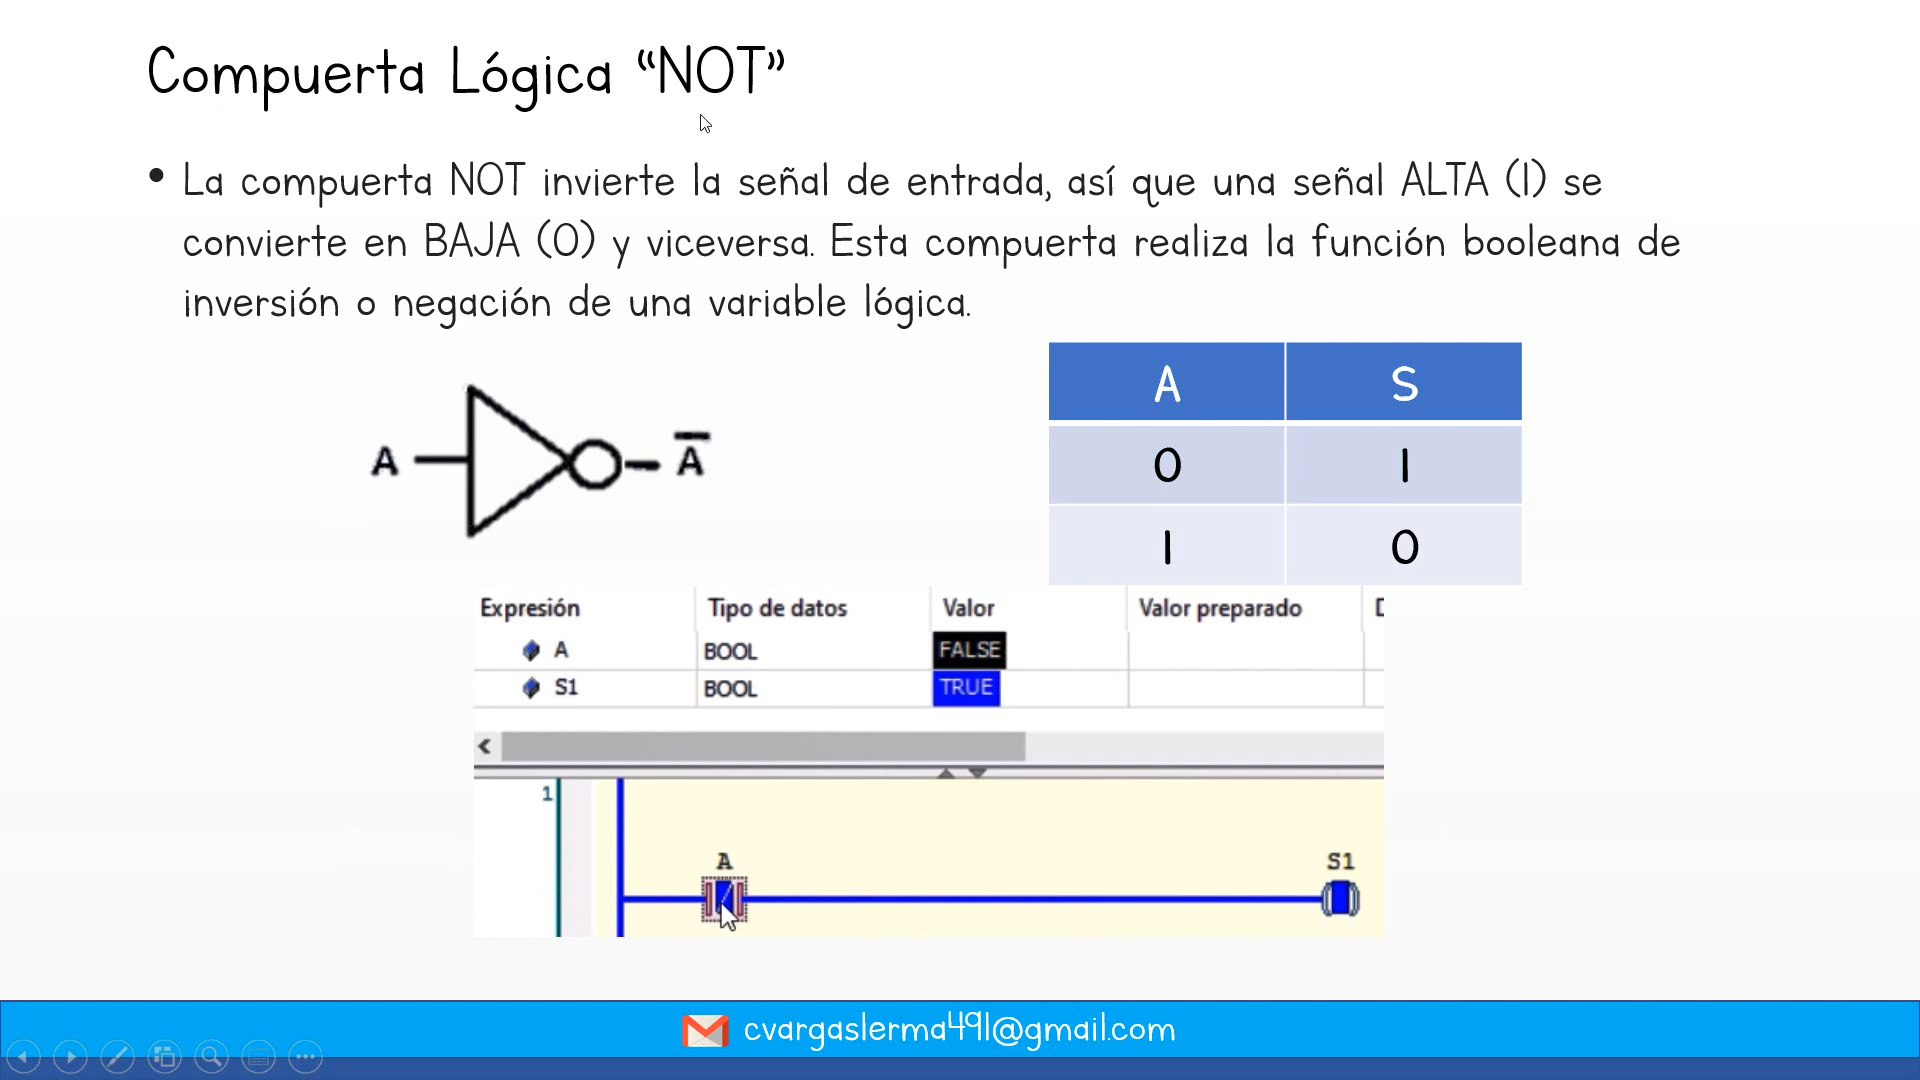 Compuerta Lógica “NOT”
• La compuerta NOT invierte la señal de entrada, así que una señal ALTA (1) se
convierte en BAJA (0) y viceversa. Esta compuerta realiza la función booleana de
inversión o negación de una variable lógica.
A S
0 1
1 0
A A̅
Expresión Tipo de datos Valor Valor preparado
A BOOL FALSE
S1 BOOL TRUE
1
A S1
cvargaslerma491@gmail.com